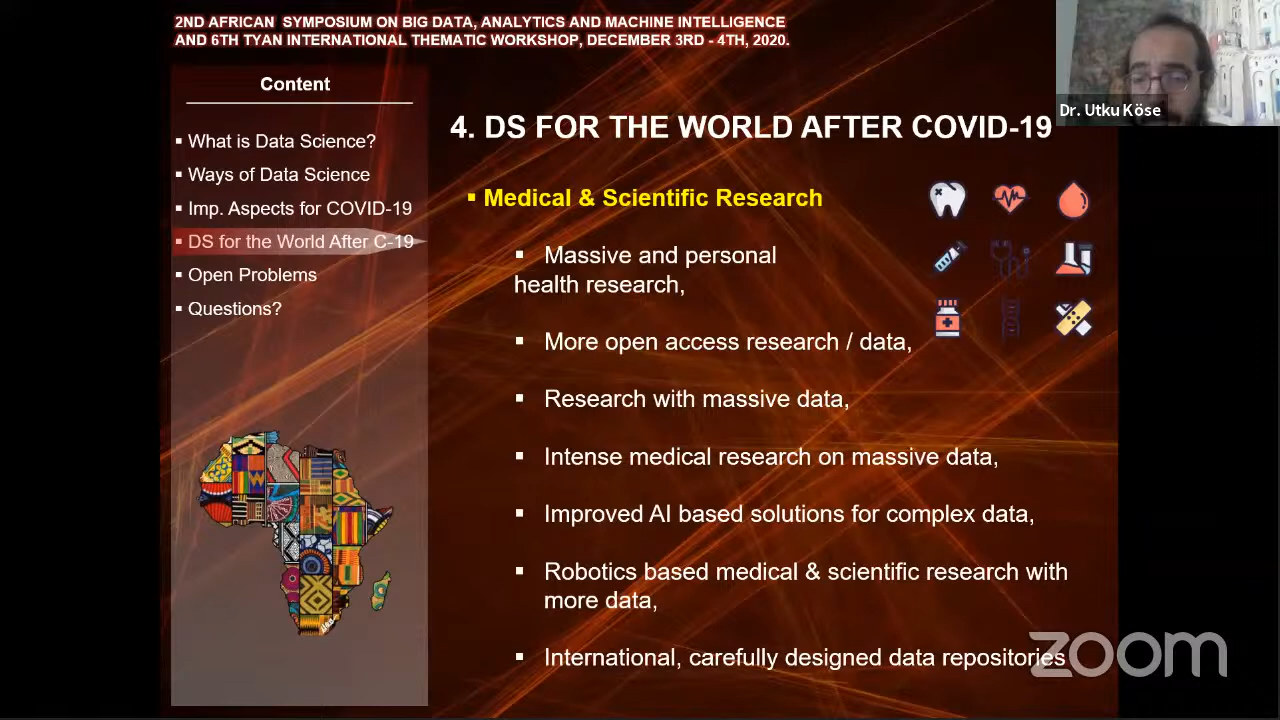 2ND AFRICAN SYMPOSIUM ON BIG DATA, ANALYTICS AND MACHINE INTELLIGENCE
AND 6TH TYAN INTERNATIONAL THEMATIC WORKSHOP, DECEMBER 3RD - 4TH, 2020.
Content
▪ What is Data Science?
▪ Ways of Data Science
▪ Imp. Aspects for COVID-19
▪ DS for the World After C-19
▪ Open Problems
▪ Questions?
Dr. Utku Köse
4. DS FOR THE WORLD AFTER COVID-19
▪ Medical & Scientific Research
▪ Massive and personal
health research,
▪ More open access research / data,
▪ Research with massive data,
▪ Intense medical research on massive data,
▪ Improved AI based solutions for complex data,
▪ Robotics based medical & scientific research with
more data,
▪ International, carefully designed data repositories
zoom